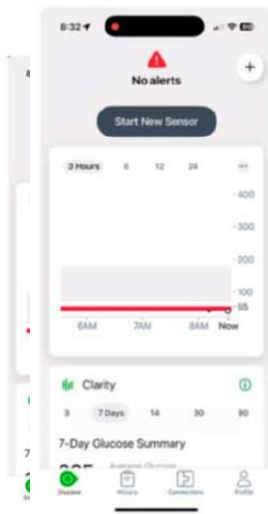 8:32
No alerts
Start New Sensor
3 Hours 6 12 24
400
300
200
100
55
6AM 7AM 8AM Now
Clarity
3 7 Days 14 30 90
7-Day Glucose Summary
Average Glucose
History Connections Profile